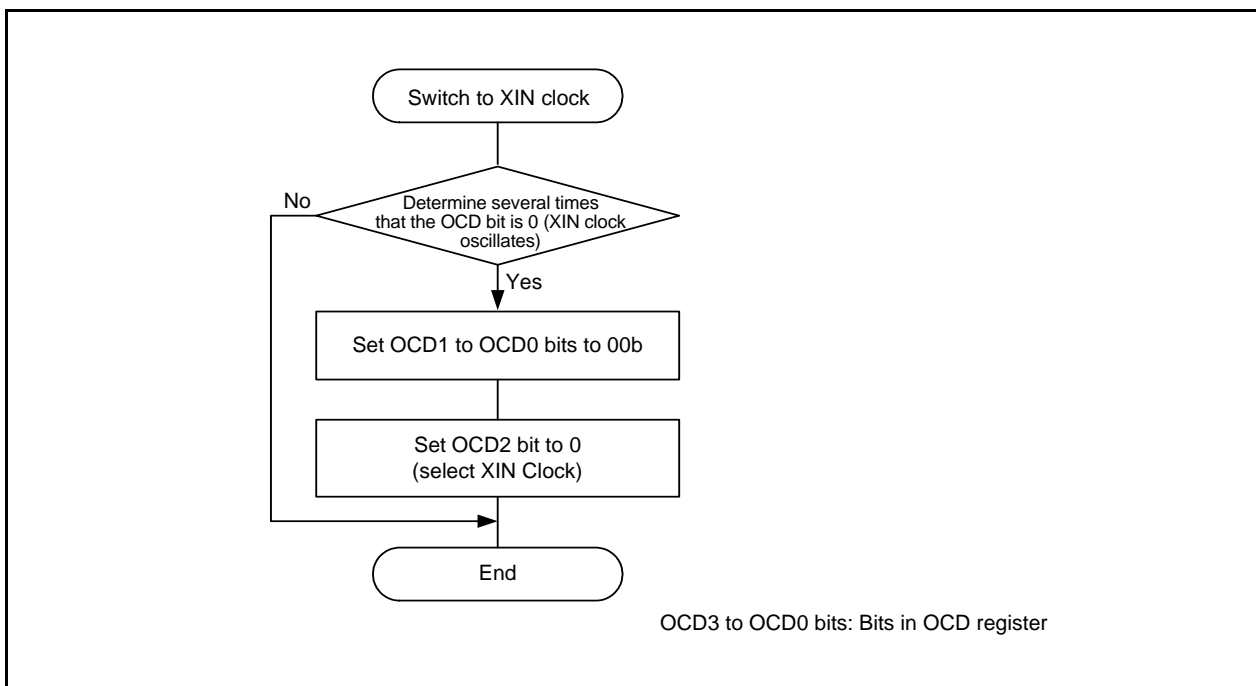 Switch to XIN clock
No
Determine several times
that the OCD bit is 0 (XIN clock
oscillates)
Yes
Set OCD1 to OCD0 bits to 00b
Set OCD2 bit to 0
(select XIN Clock)
End
OCD3 to OCD0 bits: Bits in OCD register